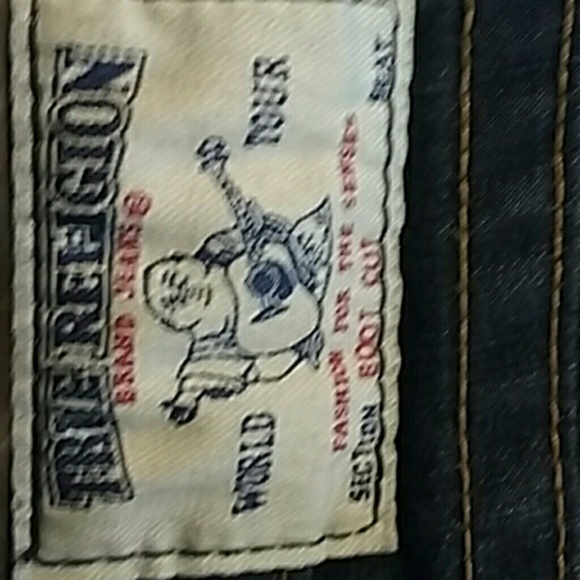 TRUE RELIGION
BRAND JEANS®
WORLD TOUR
FASHION FOR THE SENSES
SECTION BOOT CUT SEAT